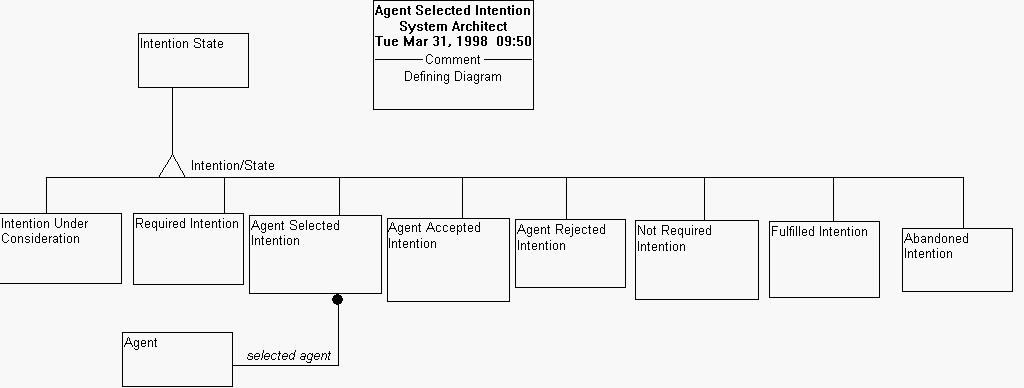 Agent Selected Intention
System Architect
Tue Mar 31, 1998 09:50
Comment
Defining Diagram
Intention State
Intention/State
Intention Under
Consideration
Required Intention
Agent Selected
Intention
Agent Accepted
Intention
Agent Rejected
Intention
Not Required
Intention
Fulfilled Intention
Abandoned
Intention
Agent
selected agent